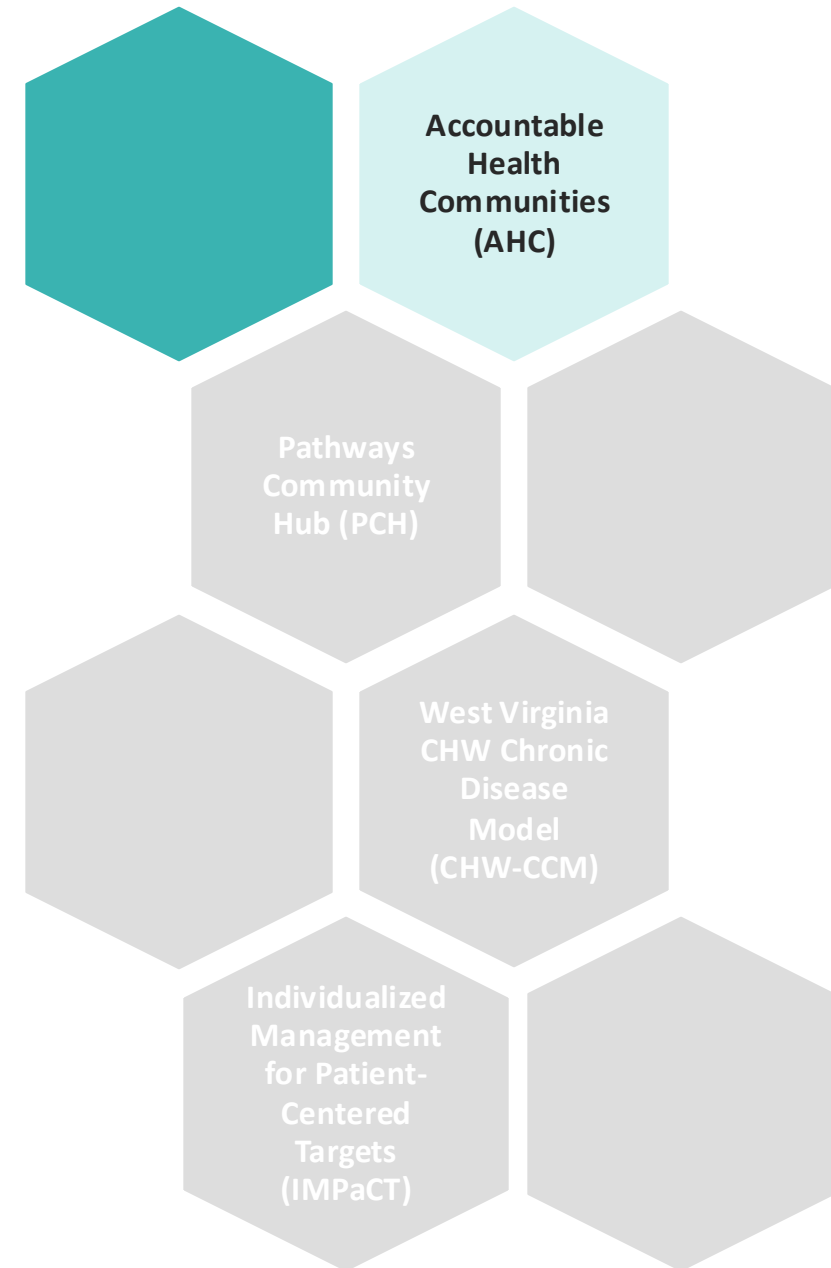 Accountable
Health
Communities
(AHC)
Pathways
Community
Hub (PCH)
West Virginia
CHW Chronic
Disease
Model
(CHW-CCM)
Individualized
Management
for Patient-
Centered
Targets
(IMPaCT)